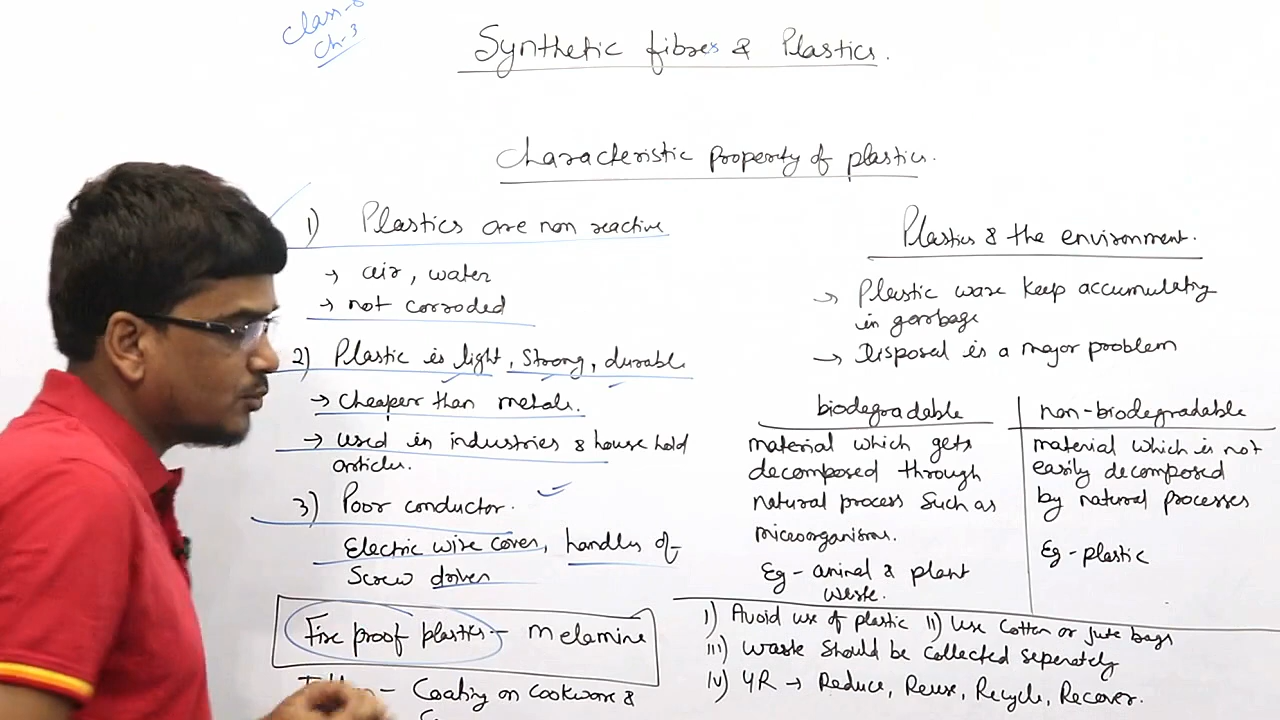 Class-8
Ch-3
Synthetic fibres & Plastics.
Characteristic property of plastics.
1) Plastics are non reactive
→ air, water
→ not corroded
2) Plastic is light, strong, durable
→ Cheaper than metals.
→ used in industries & house hold
articles.
3) Poor conductor.
Electric wire cover, handles of
Screw driver
Fire proof plastics - melamine
- Coating on cookware &
Plastics & the environment.
→ Plastic ware keep accumulating
in garbage
→ Disposal is a major problem
biodegradable
material which gets
decomposed through
natural process such as
microorganisms.
Eg - animal & plant
waste.
non-biodegradable
material which is not
easily decomposed
by natural processes
Eg - plastic
I) Avoid use of plastic II) Use Cotton or jute bags
III) Waste should be collected seperately
IV) 4R → Reduce, Reuse, Recycle, Recover.